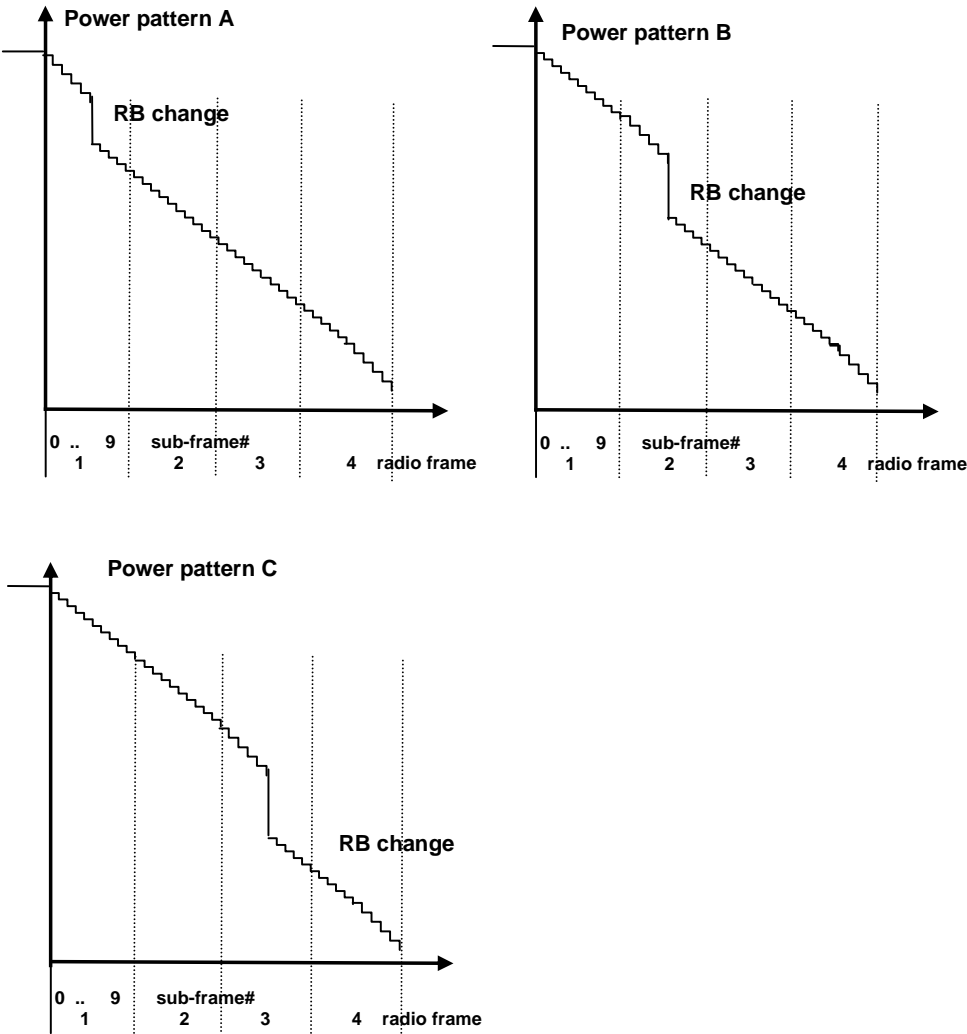 Power pattern A
RB change
0 .. 9 sub-frame#
1 2 3 4 radio frame
Power pattern B
RB change
0 .. 9 sub-frame#
1 2 3 4 radio frame
Power pattern C
RB change
0 .. 9 sub-frame#
1 2 3 4 radio frame